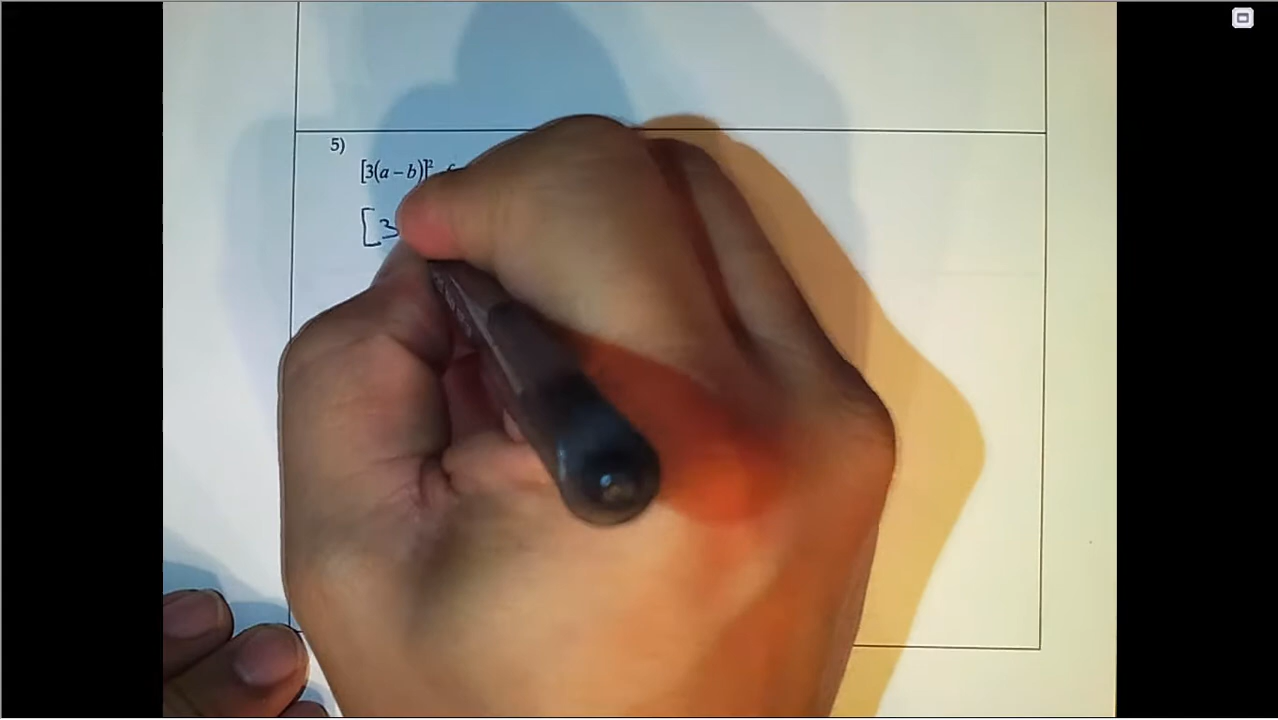 5)
[3(a – b)]²
[3